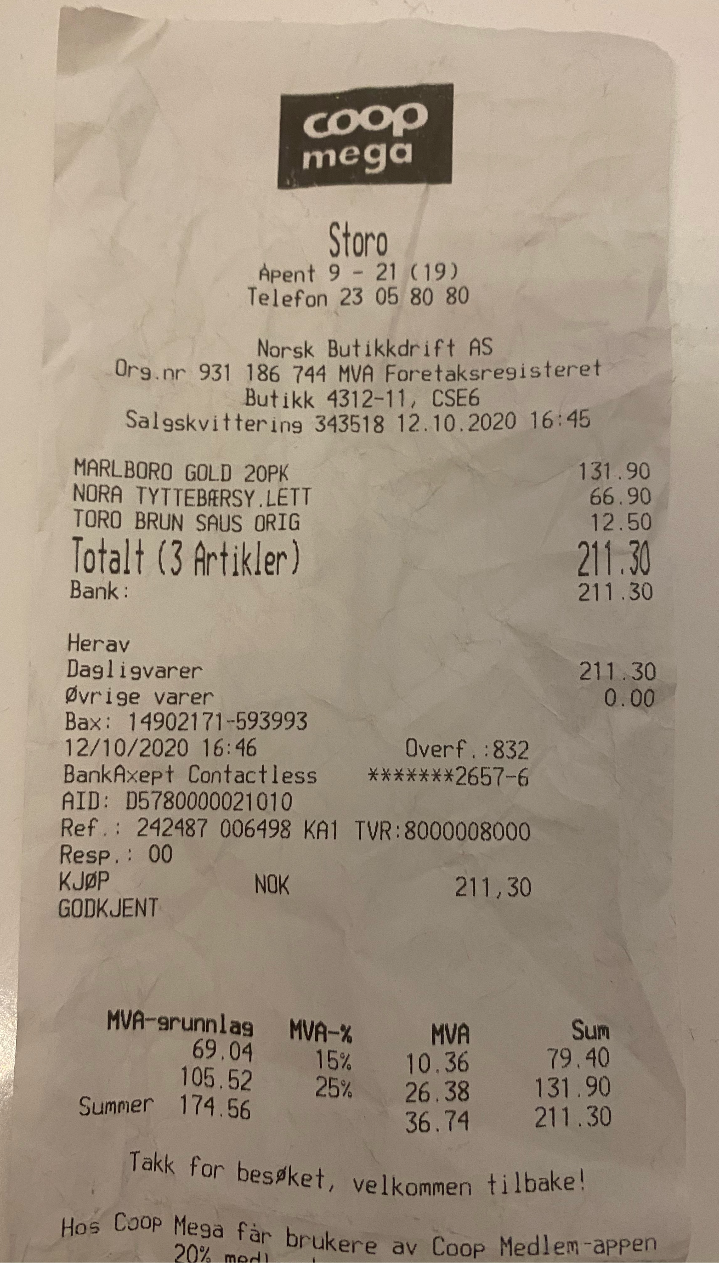 coop
mega
Storo
Åpent 9 - 21 (19)
Telefon 23 05 80 80
Norsk Butikkdrift AS
Org.nr 931 186 744 MVA Foretaksregisteret
Butikk 4312-11, CSE6
Salgskvittering 343518 12.10.2020 16:45
MARLBORO GOLD 20PK 131.90
NORA TYTTEBÆRSY.LETT 66.90
TORO BRUN SAUS ORIG 12.50
Totalt (3 Artikler) 211.30
Bank: 211.30
Herav
Dagligvarer 211.30
Øvrige varer 0.00
Bax: 14902171-593993
12/10/2020 16:46 Overf.:832
BankAxept Contactless *******2657-6
AID: D5780000021010
Ref.: 242487 006498 KA1 TVR:8000008000
Resp.: 00
KJØP NOK 211,30
GODKJENT
MVA-grunnlag MVA-% MVA Sum
69.04 15% 10.36 79.40
105.52 25% 26.38 131.90
Summer 174.56 36.74 211.30
Takk for besøket, velkommen tilbake!
Hos Coop Mega får brukere av Coop Medlem-appen
20%